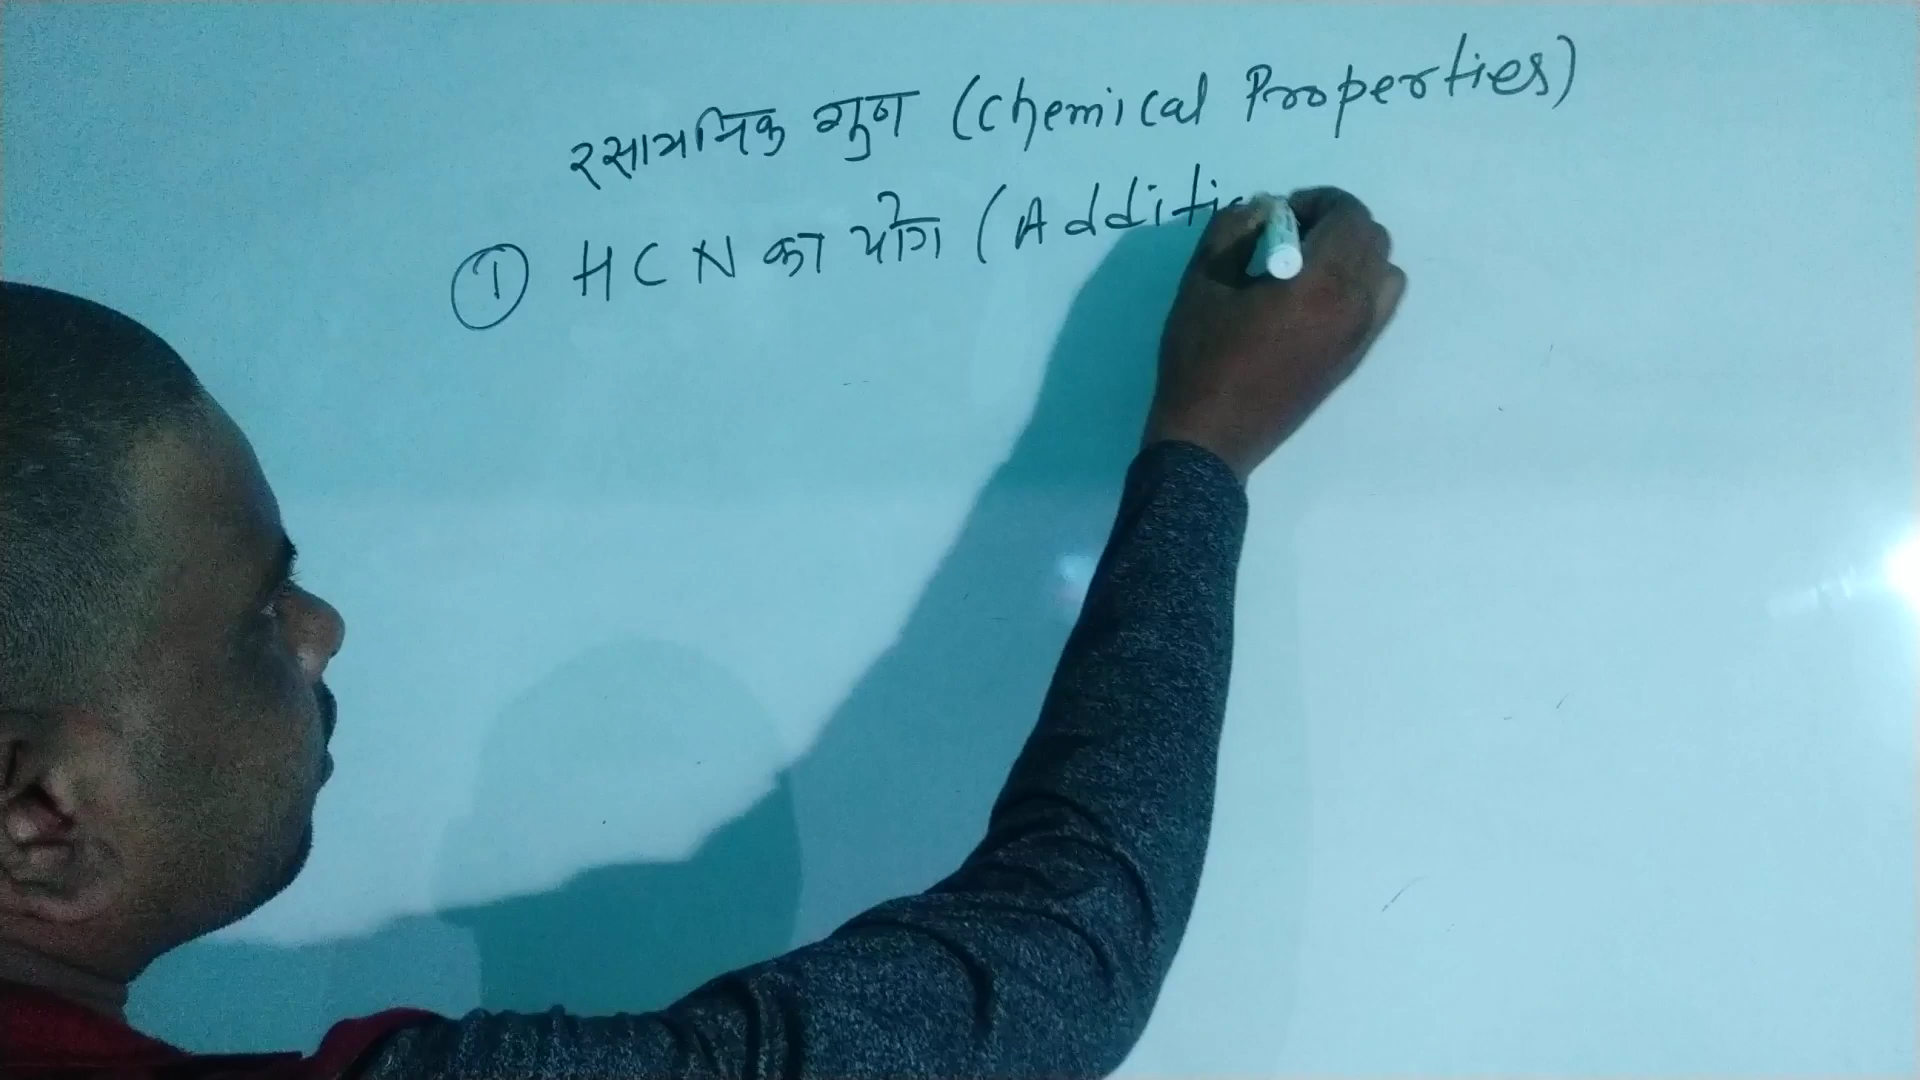 रसायनिक गुण (Chemical Properties)
① HCN का योग (Additi